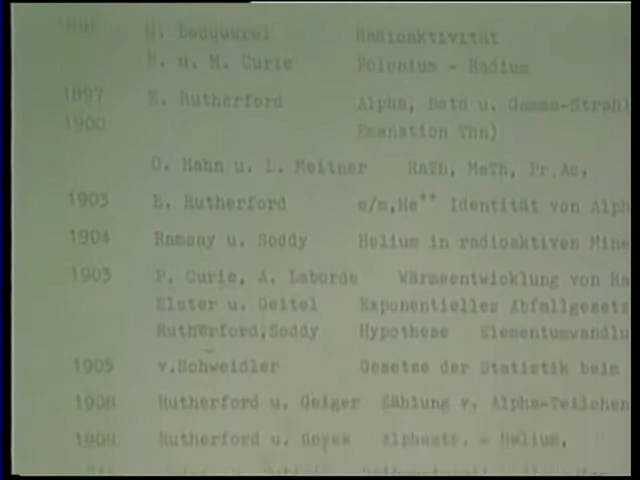 H. Becquerel Radioaktivität
P. u. M. Curie Polonium - Radium
1897 E. Rutherford Alpha, Beta u. Gamma-Strahl
1900 Emanation Thn)
O. Hahn u. L. Meitner RaTh, MsTh, Pr.Ac.
1903 E. Rutherford e/m,He++ Identität von Alph
1904 Ramsay u. Soddy Helium in radioaktiven Mine
1903 P. Curie, A. Laborde Wärmeentwicklung von Ra
Elster u. Geitel Exponentielles Abfallgesets
Rutherford,Soddy Hypothese Elementumwandlu
1905 v.Schweidler Gesetze der Statistik beim
1908 Rutherford u. Geiger Zählung v. Alpha-Teilchen
1909 Rutherford u. Alphastr. = Helium,